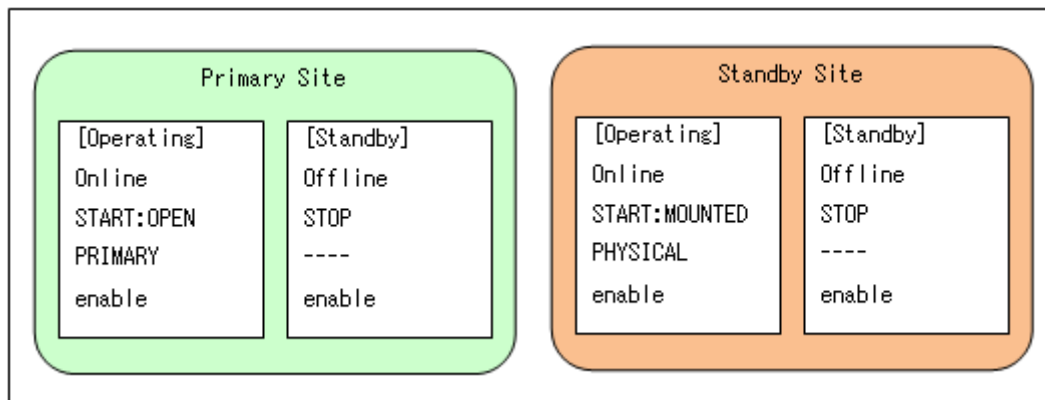 Primary Site
[Operating]
Online
START:OPEN
PRIMARY
enable
[Standby]
Offline
STOP
----
enable
Standby Site
[Operating]
Online
START:MOUNTED
PHYSICAL
enable
[Standby]
Offline
STOP
----
enable